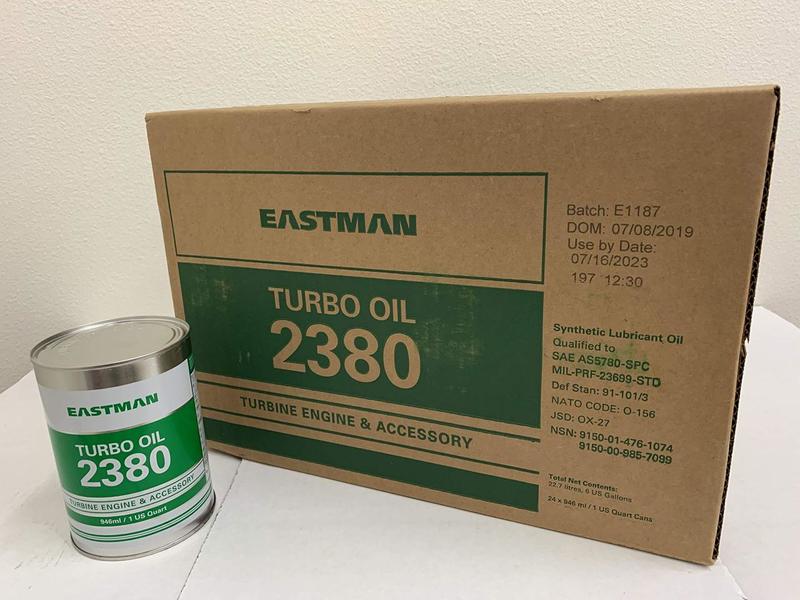 EASTMAN
TURBO OIL
2380
TURBINE ENGINE & ACCESSORY
Batch: E1187
DOM: 07/08/2019
Use by Date:
07/16/2023
197 12:30
Synthetic Lubricant Oil
Qualified to
SAE AS5780-SPC
MIL-PRF-23699-STD
Def Stan: 91-101/3
NATO CODE: O-156
JSD: OX-27
NSN: 9150-01-476-1074
9150-00-985-7099
Total Net Contents:
22.7 litres, 6 US Gallons
24 x 946 ml / 1 US Quart Cans
EASTMAN
TURBO OIL
2380
TURBINE ENGINE & ACCESSORY
946ml / 1 US Quart